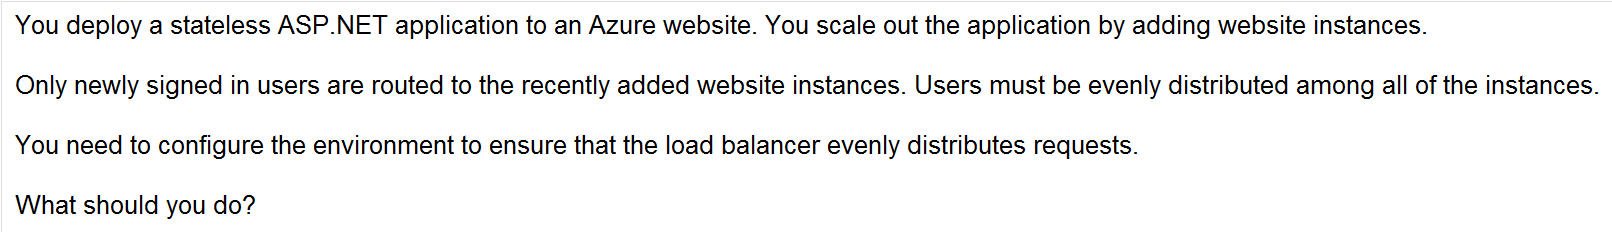 You deploy a stateless ASP.NET application to an Azure website. You scale out the application by adding website instances.
Only newly signed in users are routed to the recently added website instances. Users must be evenly distributed among all of the instances.
You need to configure the environment to ensure that the load balancer evenly distributes requests.
What should you do?